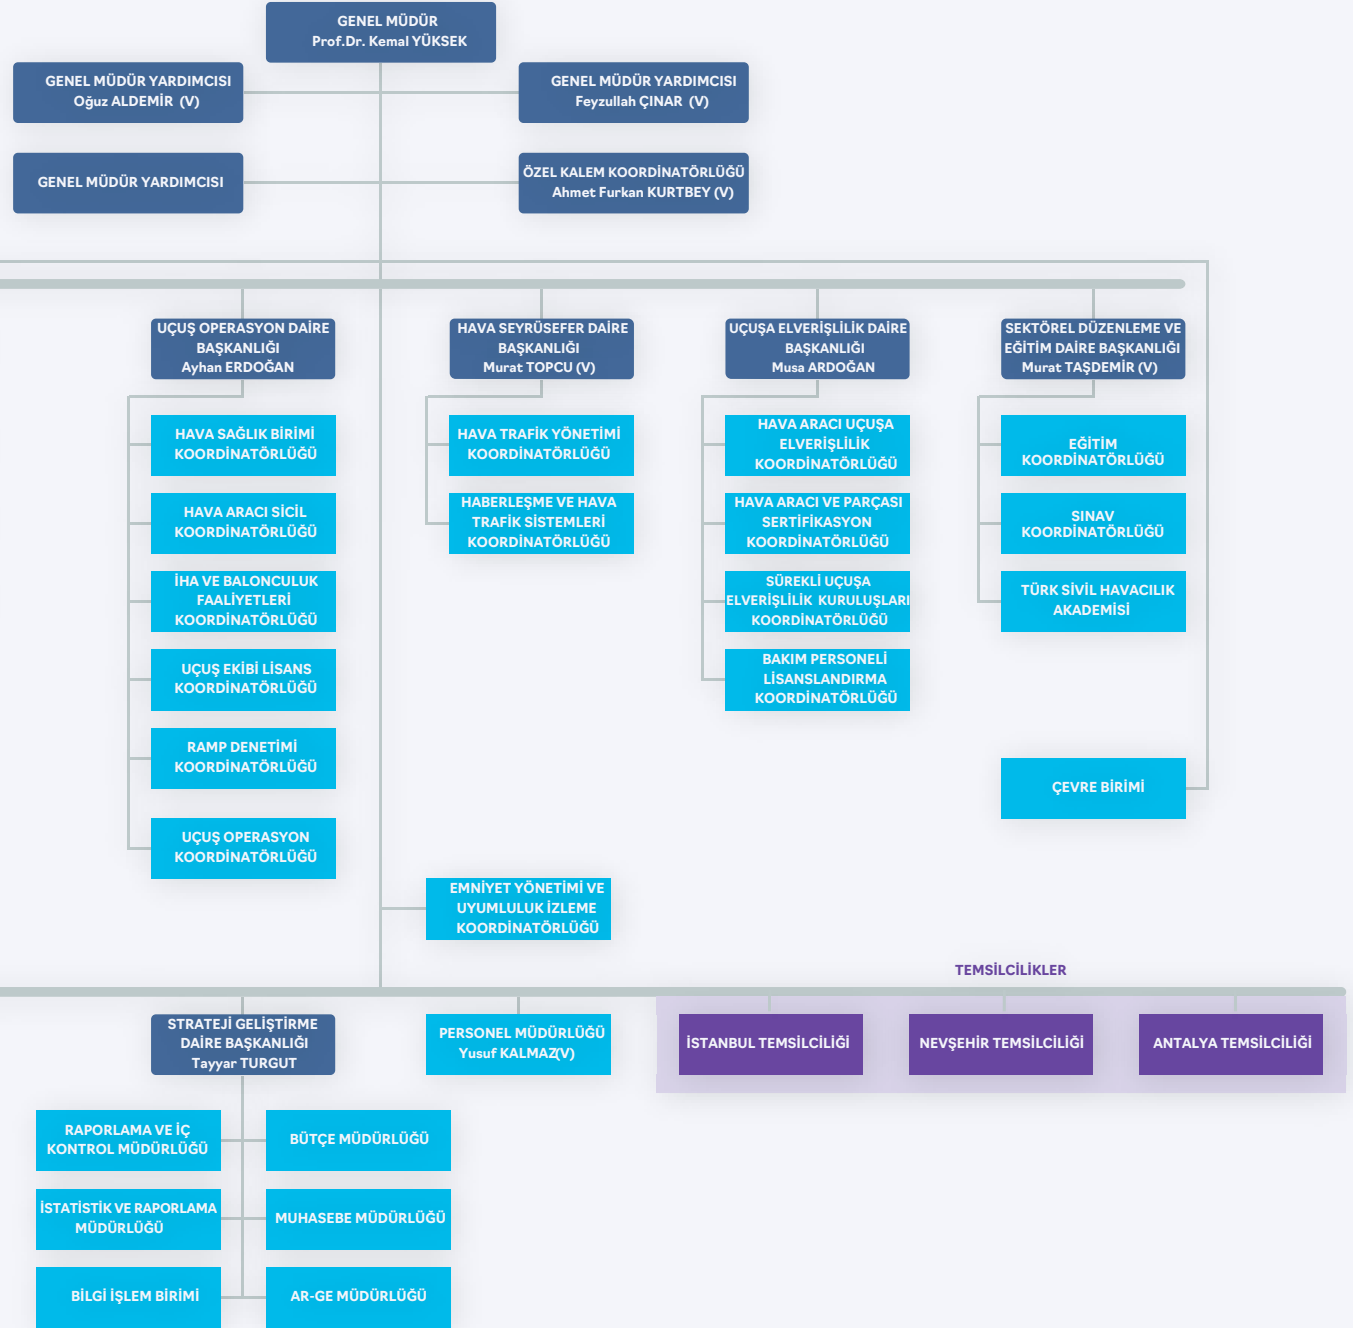 GENEL MÜDÜR
Prof.Dr. Kemal YÜKSEK
GENEL MÜDÜR YARDIMCISI
Oğuz ALDEMİR (V)
GENEL MÜDÜR YARDIMCISI
Feyzullah ÇINAR (V)
GENEL MÜDÜR YARDIMCISI
ÖZEL KALEM KOORDİNATÖRLÜĞÜ
Ahmet Furkan KURTBEY (V)
UÇUŞ OPERASYON DAİRE
BAŞKANLIĞI
Ayhan ERDOĞAN
HAVA SAĞLIK BİRİMİ
KOORDİNATÖRLÜĞÜ
HAVA ARACI SİCİL
KOORDİNATÖRLÜĞÜ
İHA VE BALONCULUK
FAALİYETLERİ
KOORDİNATÖRLÜĞÜ
UÇUŞ EKİBİ LİSANS
KOORDİNATÖRLÜĞÜ
RAMP DENETİMİ
KOORDİNATÖRLÜĞÜ
UÇUŞ OPERASYON
KOORDİNATÖRLÜĞÜ
HAVA SEYRÜSEFER DAİRE
BAŞKANLIĞI
Murat TOPCU (V)
HAVA TRAFİK YÖNETİMİ
KOORDİNATÖRLÜĞÜ
HABERLEŞME VE HAVA
TRAFİK SİSTEMLERİ
KOORDİNATÖRLÜĞÜ
UÇUŞA ELVERİŞLİLİK DAİRE
BAŞKANLIĞI
Musa ARDOĞAN
HAVA ARACI UÇUŞA
ELVERİŞLİLİK
KOORDİNATÖRLÜĞÜ
HAVA ARACI VE PARÇASI
SERTİFİKASYON
KOORDİNATÖRLÜĞÜ
SÜREKLİ UÇUŞA
ELVERİŞLİLİK KURULUŞLARI
KOORDİNATÖRLÜĞÜ
BAKIM PERSONELİ
LİSANSLANDIRMA
KOORDİNATÖRLÜĞÜ
SEKTÖREL DÜZENLEME VE
EĞİTİM DAİRE BAŞKANLIĞI
Murat TAŞDEMİR (V)
EĞİTİM
KOORDİNATÖRLÜĞÜ
SINAV
KOORDİNATÖRLÜĞÜ
TÜRK SİVİL HAVACILIK
AKADEMİSİ
ÇEVRE BİRİMİ
EMNİYET YÖNETİMİ VE
UYUMLULUK İZLEME
KOORDİNATÖRLÜĞÜ
TEMSİLCİLİKLER
STRATEJİ GELİŞTİRME
DAİRE BAŞKANLIĞI
Tayyar TURGUT
PERSONEL MÜDÜRLÜĞÜ
Yusuf KALMAZ(V)
İSTANBUL TEMSİLCİLİĞİ
NEVŞEHİR TEMSİLCİLİĞİ
ANTALYA TEMSİLCİLİĞİ
RAPORLAMA VE İÇ
KONTROL MÜDÜRLÜĞÜ
BÜTÇE MÜDÜRLÜĞÜ
İSTATİSTİK VE RAPORLAMA
MÜDÜRLÜĞÜ
MUHASEBE MÜDÜRLÜĞÜ
BİLGİ İŞLEM BİRİMİ
AR-GE MÜDÜRLÜĞÜ